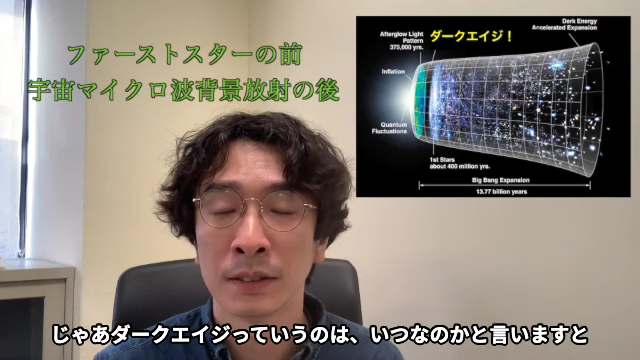 ファーストスターの前
宇宙マイクロ波背景放射の後
Afterglow Light
Pattern
375,000 yrs.
ダークエイジ！
Dark Energy
Accelerated Expansion
Inflation
Quantum
Fluctuations
1st Stars
about 400 million yrs.
Big Bang Expansion
13.77 billion years
じゃあダークエイジっていうのは、いつなのかと言いますと